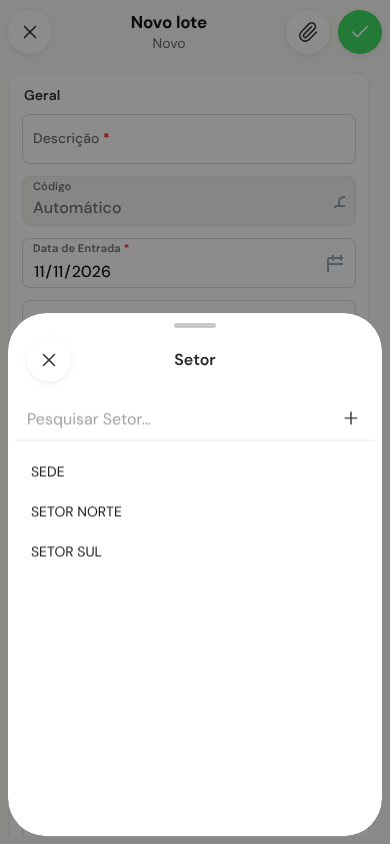 Novo lote
Novo
Geral
Descrição *
Código
Automático
Data de Entrada *
11/11/2026
Setor
Pesquisar Setor...
SEDE
SETOR NORTE
SETOR SUL